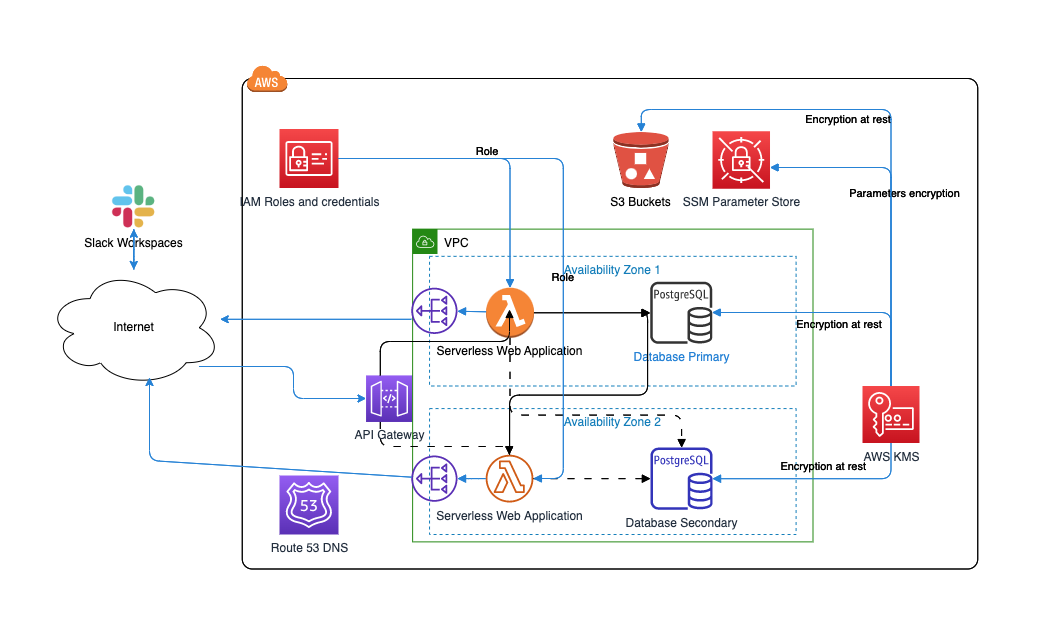 AWS
Encryption at rest
Role
IAM Roles and credentials
S3 Buckets
SSM Parameter Store
Parameters encryption
Slack Workspaces
VPC
Availability Zone 1
Role
PostgreSQL
Internet
Encryption at rest
Serverless Web Application
Database Primary
Availability Zone 2
API Gateway
AWS KMS
PostgreSQL
Encryption at rest
53
Serverless Web Application
Database Secondary
Route 53 DNS